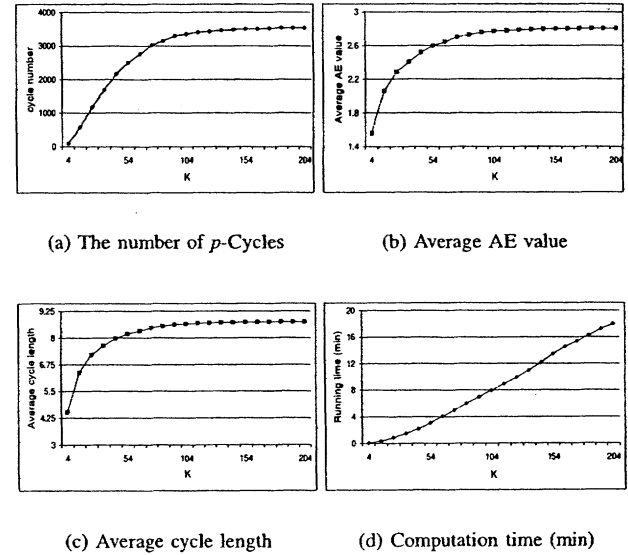 4000
3000
2000
1000
0
cycle number
4 54 104 154 204
K
(a) The number of p-Cycles
3
2.6
2.2
1.8
1.4
Average AE value
4 54 104 154 204
K
(b) Average AE value
9.25
8
6.75
5.5
4.25
3
Average cycle length
4 54 104 154 204
K
(c) Average cycle length
20
16
12
8
4
0
Running time (min)
4 54 104 154 204
K
(d) Computation time (min)